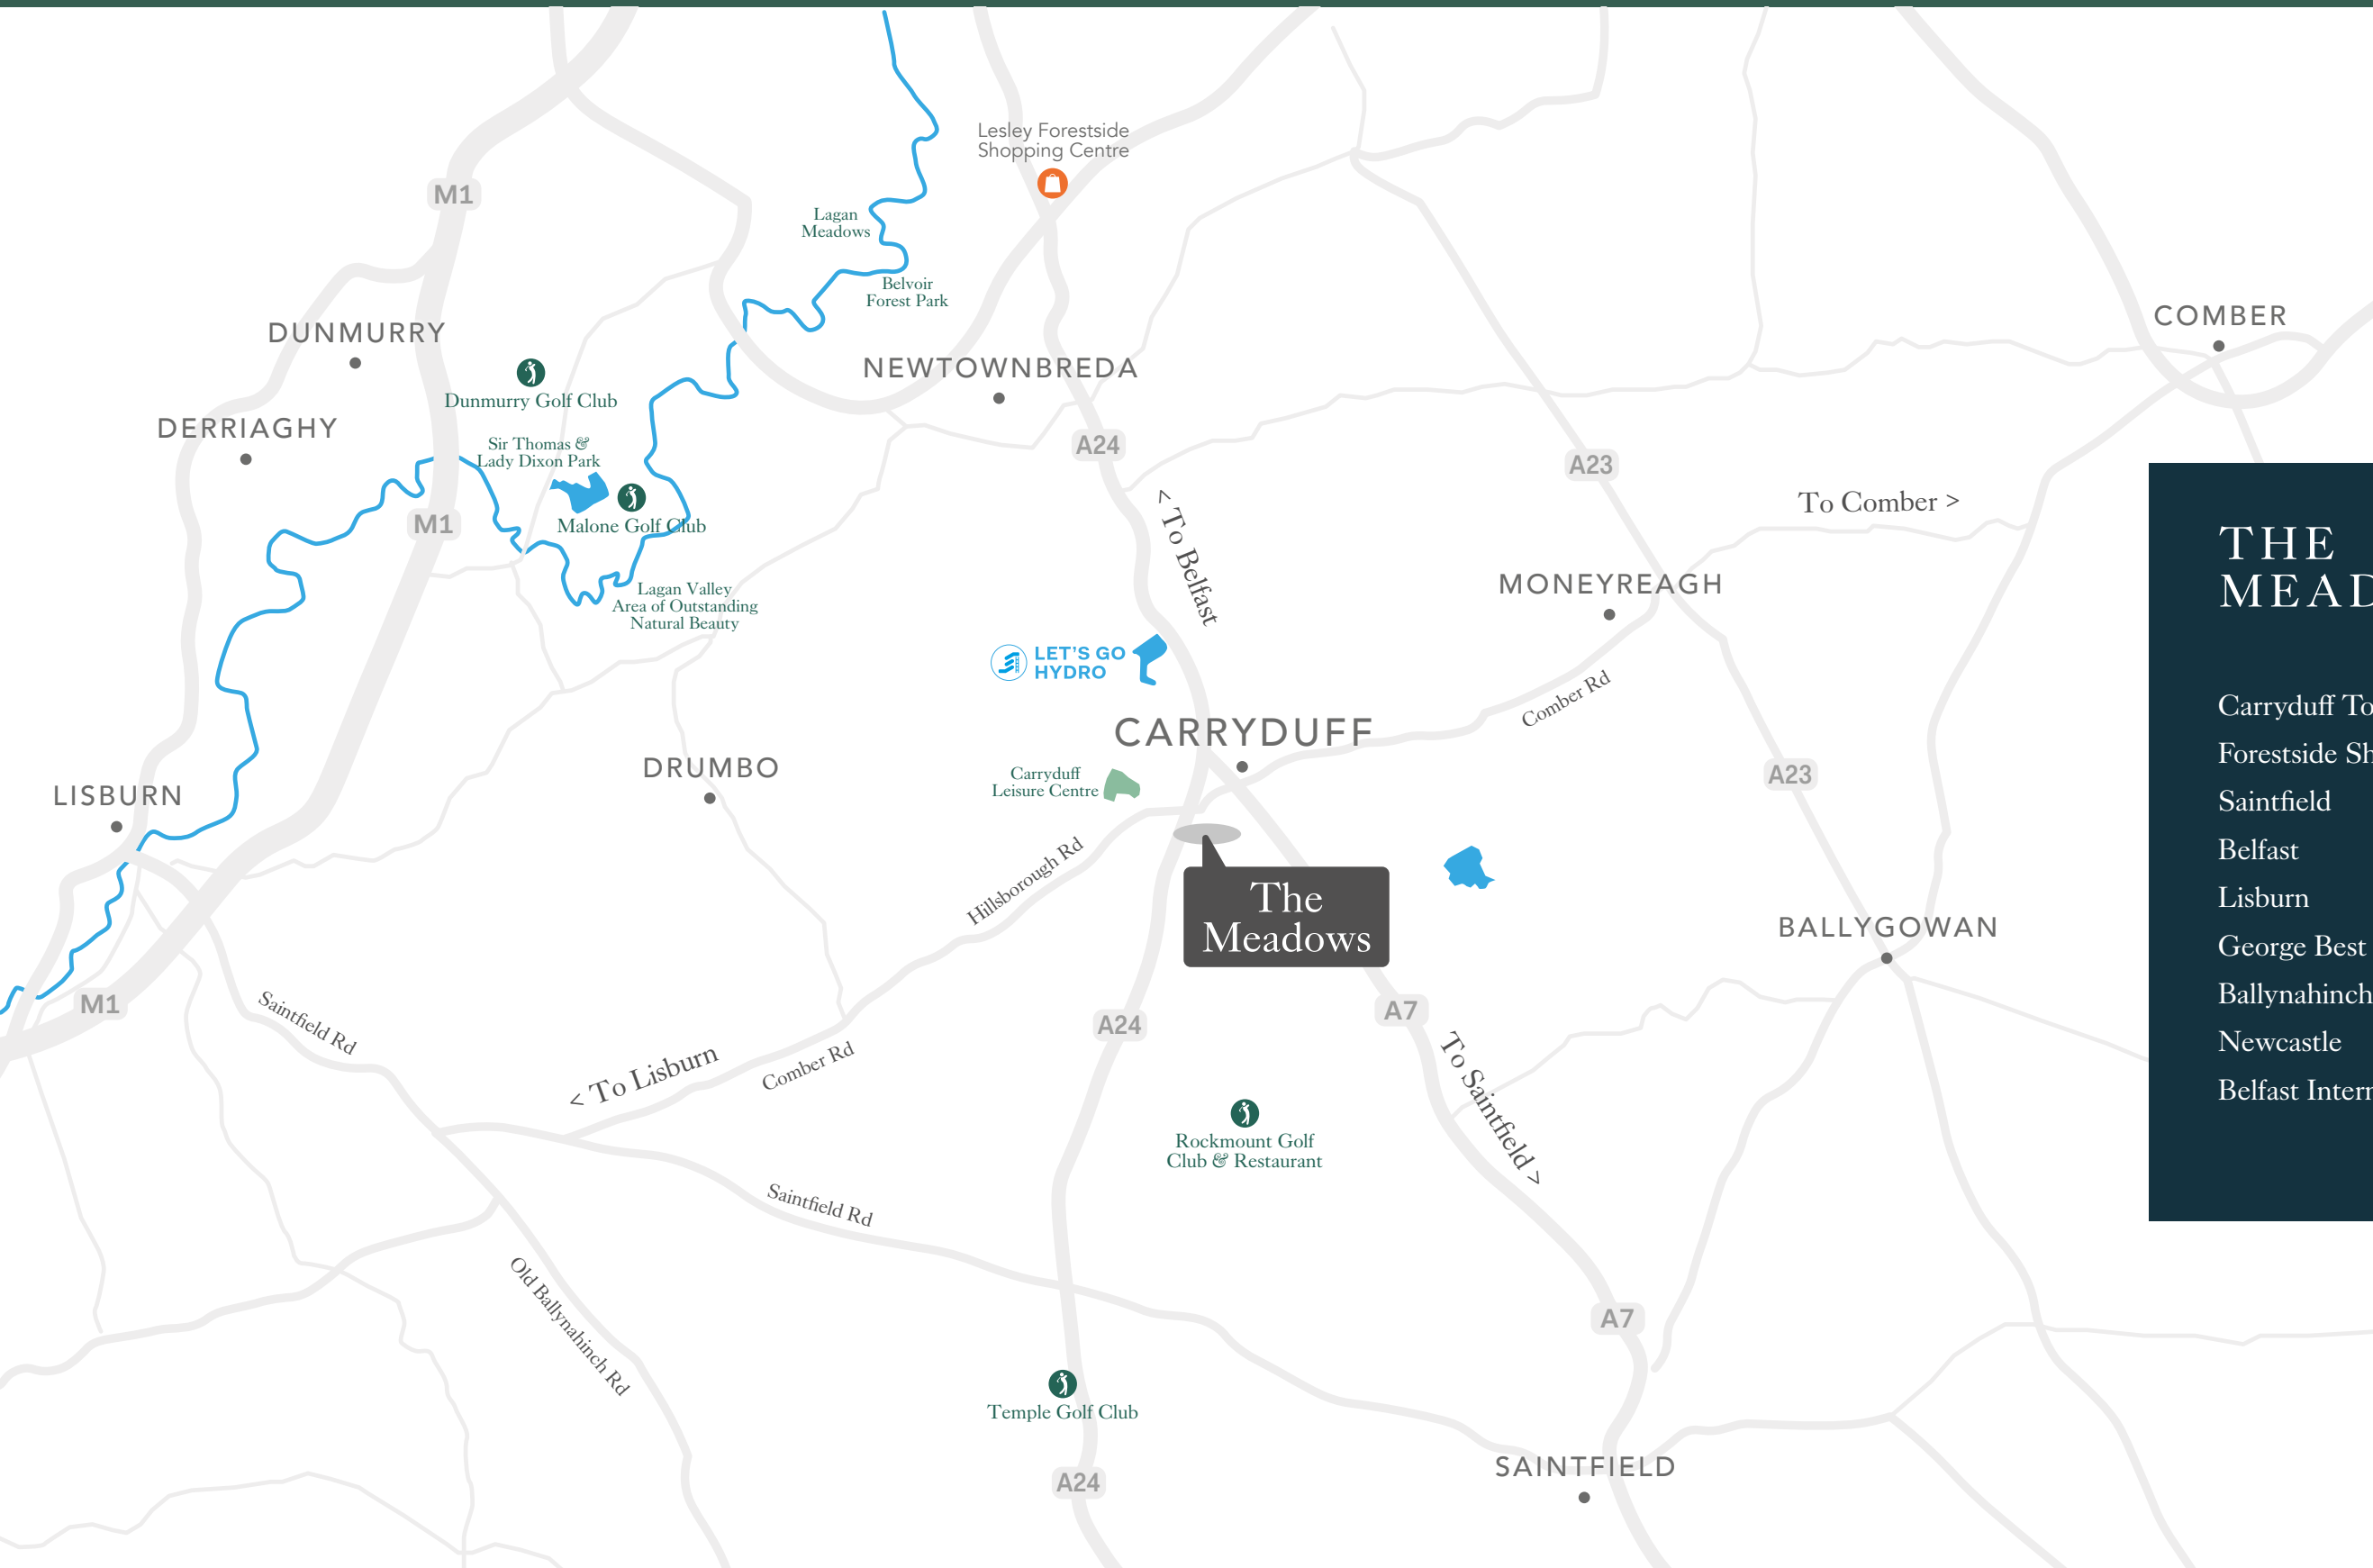 Lesley Forestside
Shopping Centre
M1
Lagan
Meadows
Belvoir
Forest Park
COMBER
DUNMURRY
NEWTOWNBREDA
Dunmurry Golf Club
DERRIAGHY
Sir Thomas &
Lady Dixon Park
A24
A23
< To Belfast
To Comber >
M1
Malone Golf Club
Lagan Valley
Area of Outstanding
Natural Beauty
MONEYREAGH
LET'S GO
HYDRO
Comber Rd
CARRYDUFF
DRUMBO
Carryduff
Leisure Centre
A23
LISBURN
Hillsborough Rd
The
Meadows
BALLYGOWAN
M1
Saintfield Rd
A24
A7
< To Lisburn
Comber Rd
To Saintfield >
Rockmount Golf
Club & Restaurant
Saintfield Rd
Old Ballynahinch Rd
A7
Temple Golf Club
A24
SAINTFIELD
THE
MEAD
Carryduff To
Forestside Sh
Saintfield
Belfast
Lisburn
George Best
Ballynahinch
Newcastle
Belfast Intern